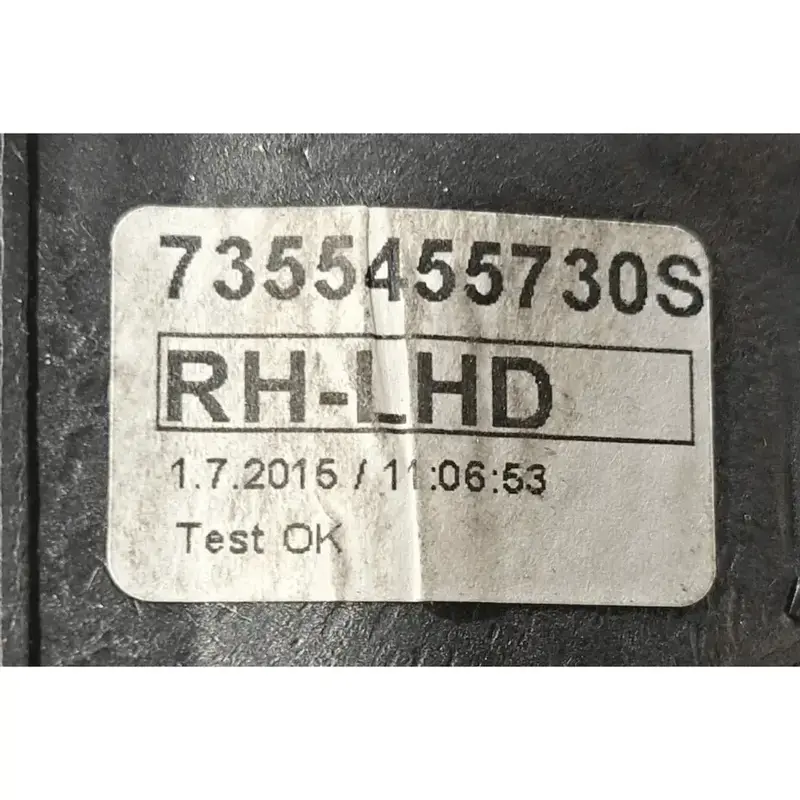 7355455730S
RH-LHD
1.7.2015 / 11:06:53
Test OK